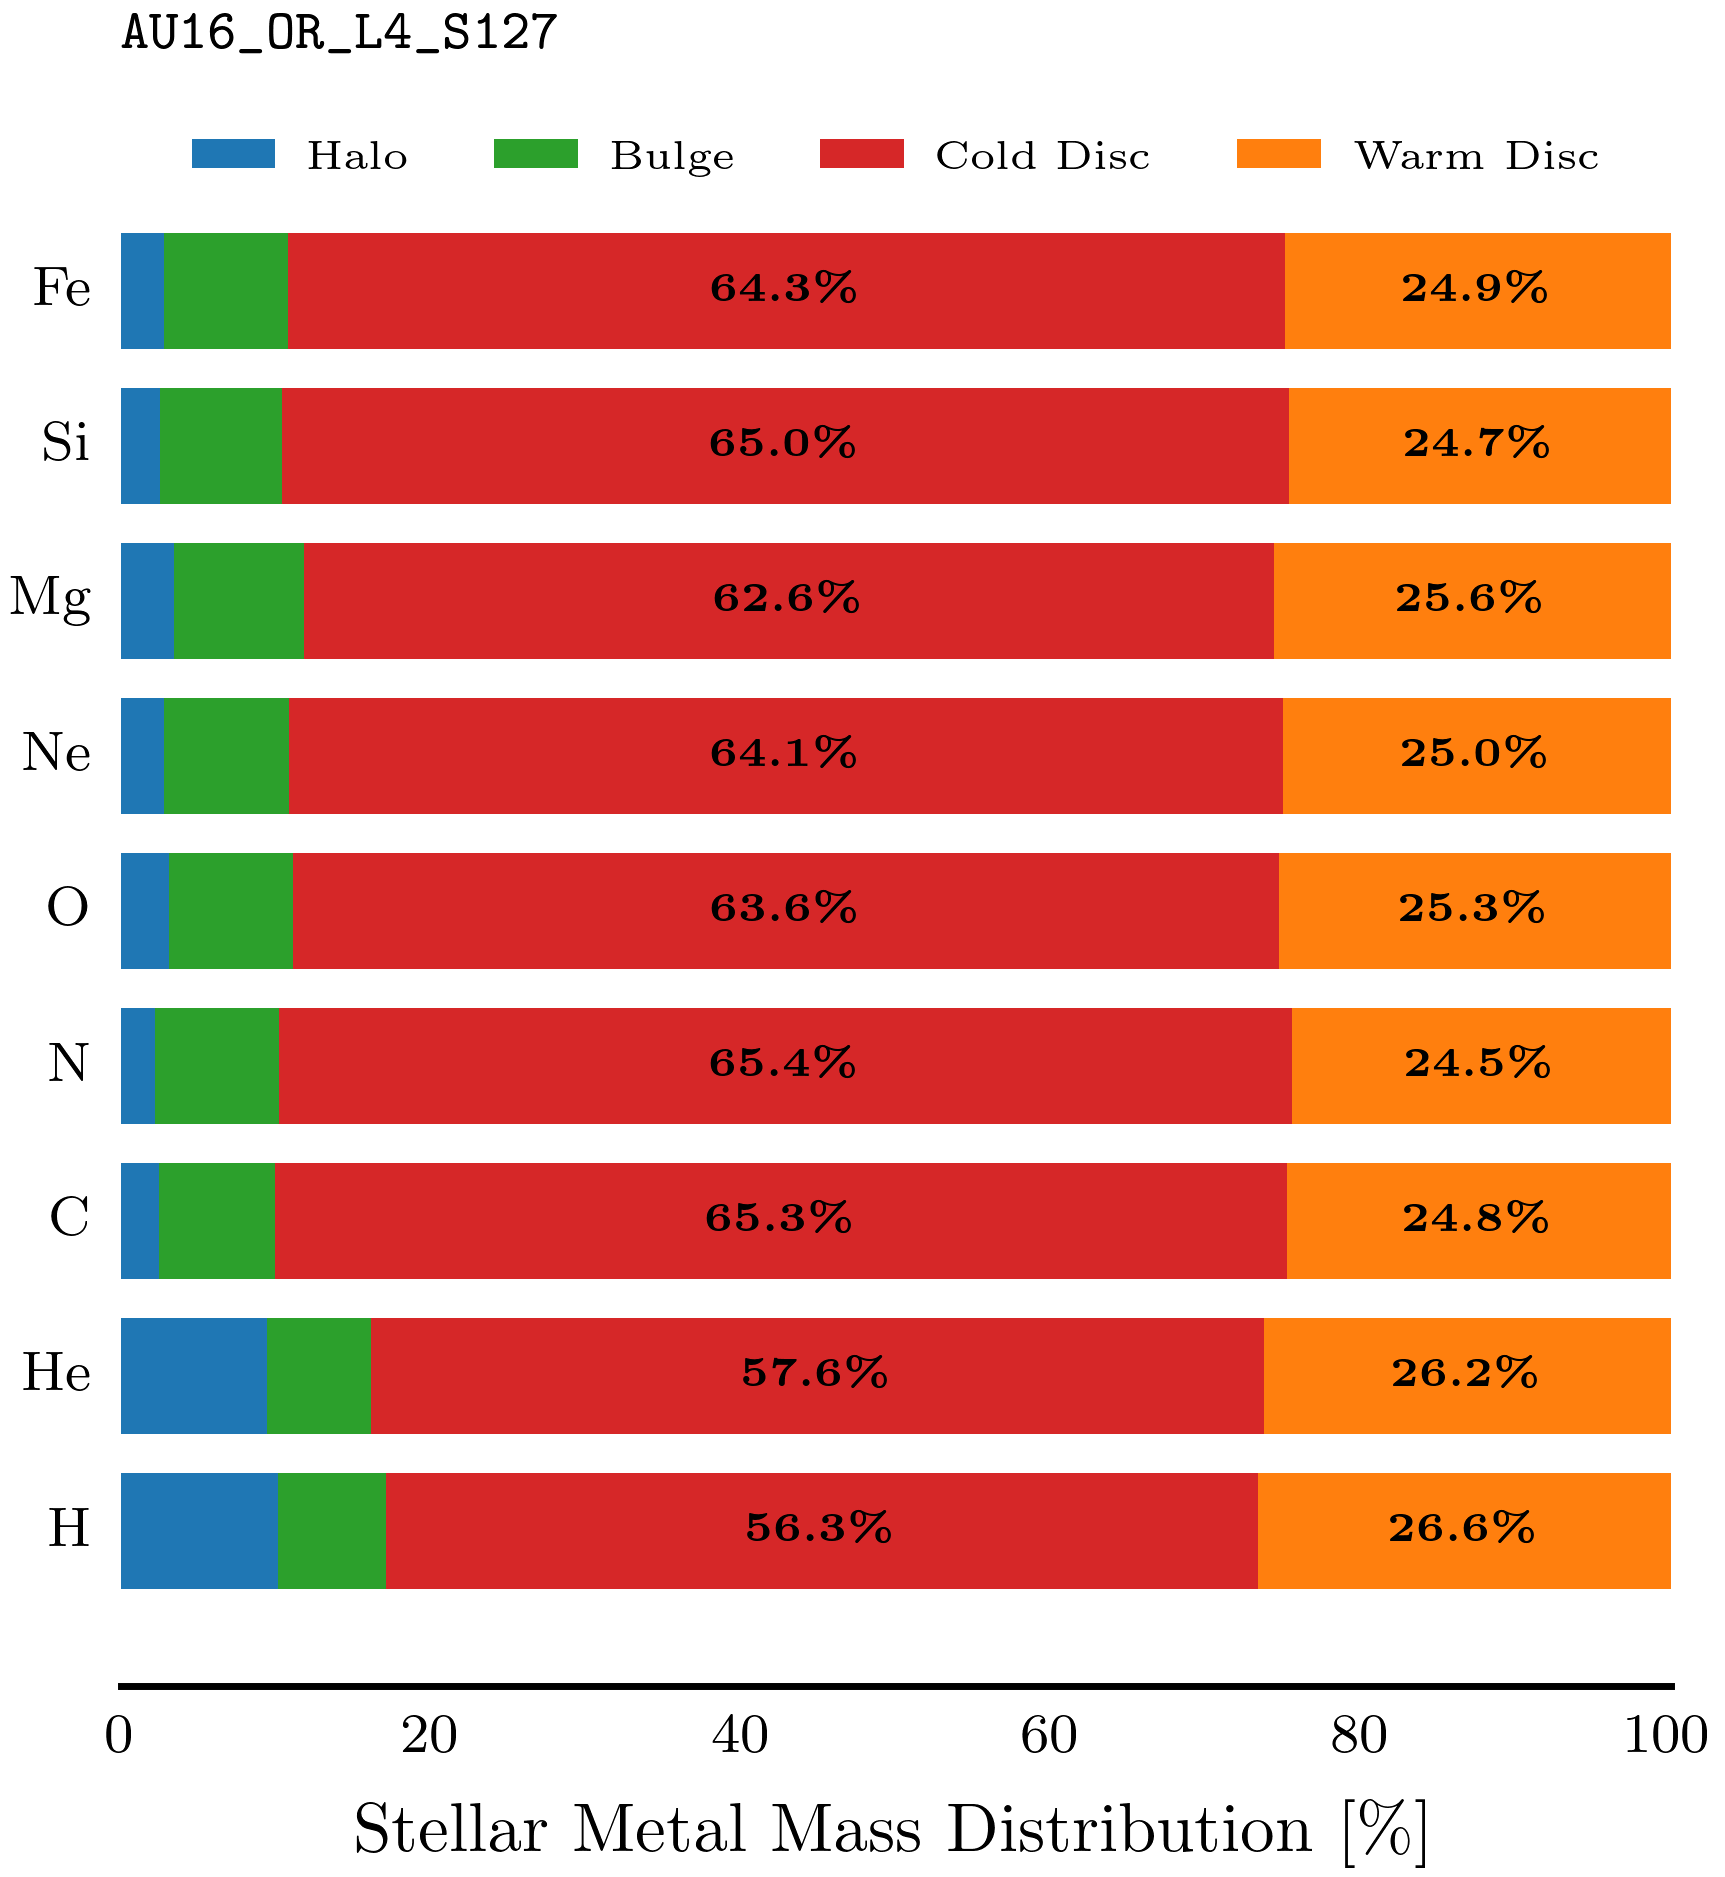 AU16_OR_L4_S127
Halo Bulge Cold Disc Warm Disc
Fe 64.3% 24.9%
Si 65.0% 24.7%
Mg 62.6% 25.6%
Ne 64.1% 25.0%
O 63.6% 25.3%
N 65.4% 24.5%
C 65.3% 24.8%
He 57.6% 26.2%
H 56.3% 26.6%
0 20 40 60 80 100
Stellar Metal Mass Distribution [%]